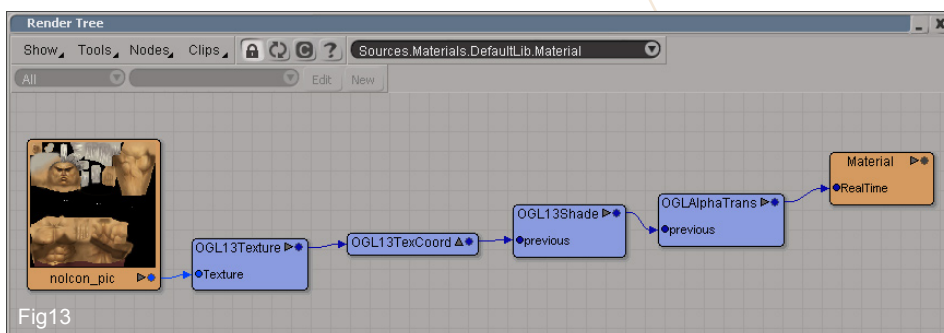 Render Tree
Show Tools Nodes Clips C ? Sources.Materials.DefaultLib.Material
All Edit New
Material
RealTime
OGLAlphaTrans
previous
OGL13Shade
previous
OGL13TexCoord
OGL13Texture
Texture
noIcon_pic
Fig13